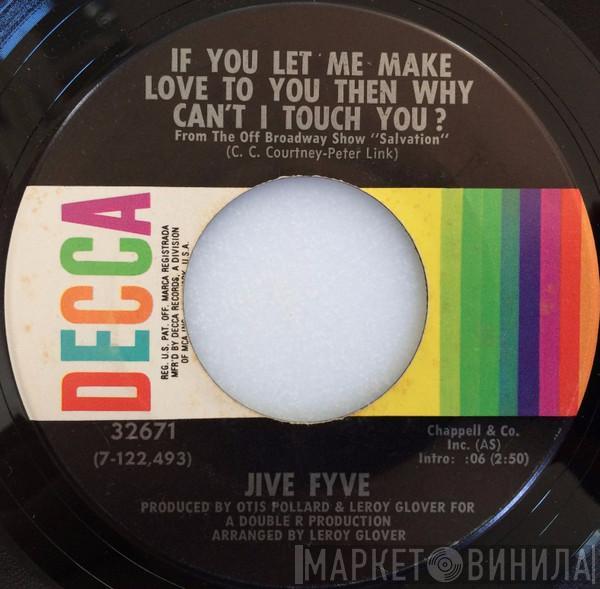 IF YOU LET ME MAKE
LOVE TO YOU THEN WHY
CAN'T I TOUCH YOU?
From The Off Broadway Show "Salvation"
(C. C. Courtney-Peter Link)
DECCA
REG. U.S. PAT. OFF. MARCA REGISTRADA
MFR'D BY DECCA RECORDS, A DIVISION
OF MCA U.S.A.
32671
(7-122,493)
Chappell & Co.
Inc. (AS)
Intro: :06 (2:50)
JIVE FYVE
PRODUCED BY OTIS POLLARD & LEROY GLOVER FOR
A DOUBLE R PRODUCTION
ARRANGED BY LEROY GLOVER
МАРКЕТ ВИНИЛА